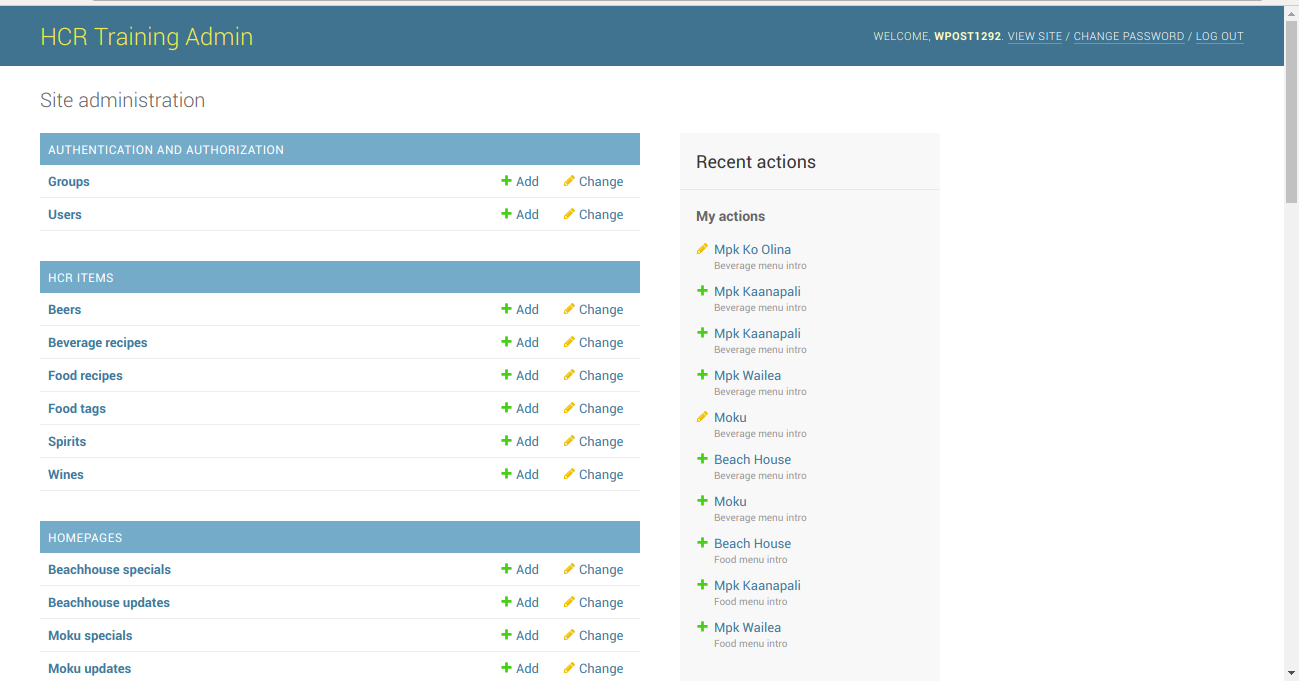 HCR Training Admin
WELCOME, WPOST1292. VIEW SITE / CHANGE PASSWORD / LOG OUT
Site administration
AUTHENTICATION AND AUTHORIZATION
Groups Add Change
Users Add Change
HCR ITEMS
Beers Add Change
Beverage recipes Add Change
Food recipes Add Change
Food tags Add Change
Spirits Add Change
Wines Add Change
HOMEPAGES
Beachhouse specials Add Change
Beachhouse updates Add Change
Moku specials Add Change
Moku updates Add Change
Recent actions
My actions
Mpk Ko Olina
Beverage menu intro
Mpk Kaanapali
Beverage menu intro
Mpk Kaanapali
Beverage menu intro
Mpk Wailea
Beverage menu intro
Moku
Beverage menu intro
Beach House
Beverage menu intro
Moku
Beverage menu intro
Beach House
Food menu intro
Mpk Kaanapali
Food menu intro
Mpk Wailea
Food menu intro